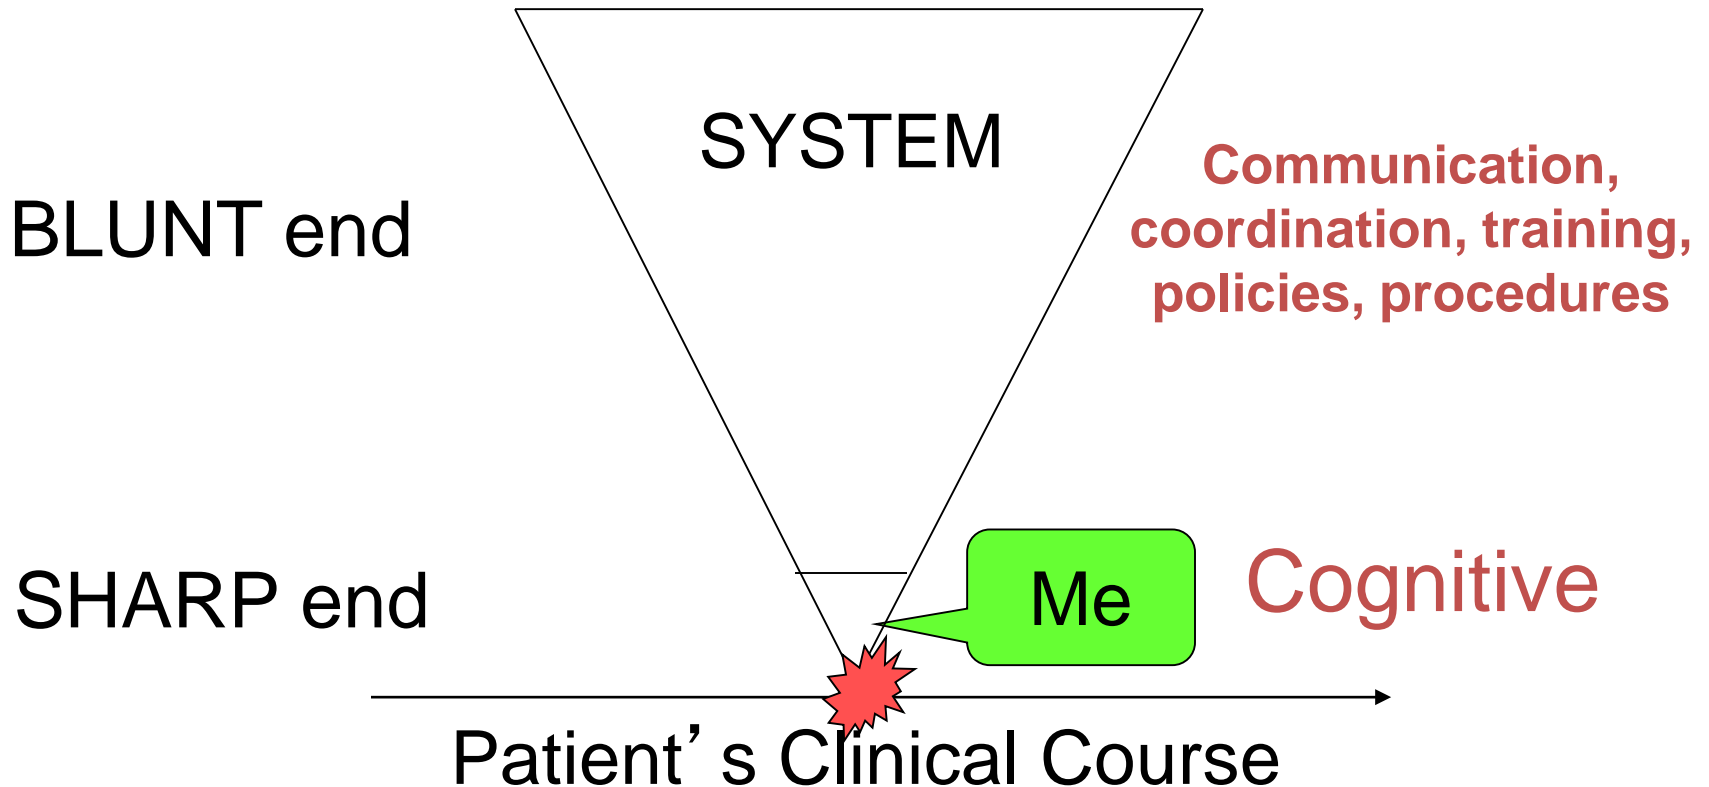 SYSTEM
BLUNT end
Communication,
coordination, training,
policies, procedures
SHARP end
Me
Cognitive
Patient’s Clinical Course